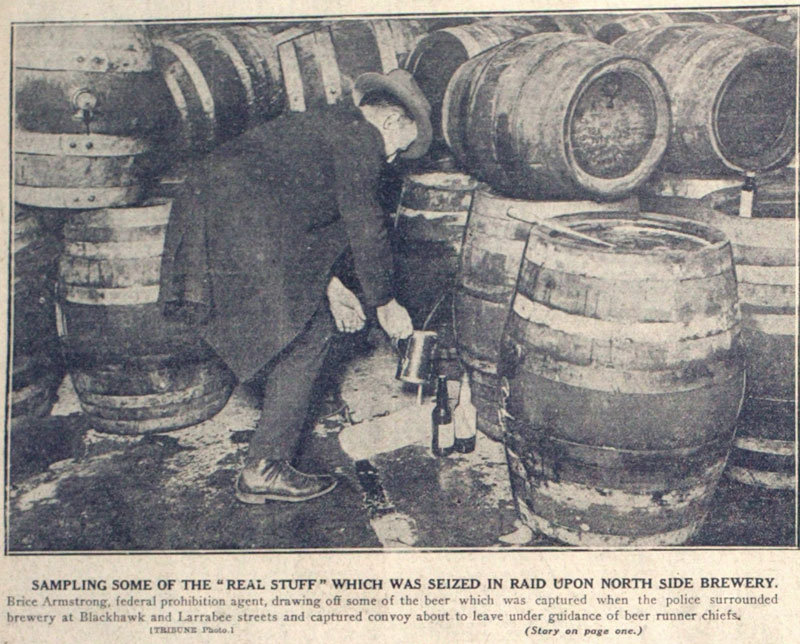 SAMPLING SOME OF THE "REAL STUFF" WHICH WAS SEIZED IN RAID UPON NORTH SIDE BREWERY.
Brice Armstrong, federal prohibition agent, drawing off some of the beer which was captured when the police surrounded
brewery at Blackhawk and Larrabee streets and captured convoy about to leave under guidance of beer runner chiefs.
[TRIBUNE Photo.] (Story on page one.)